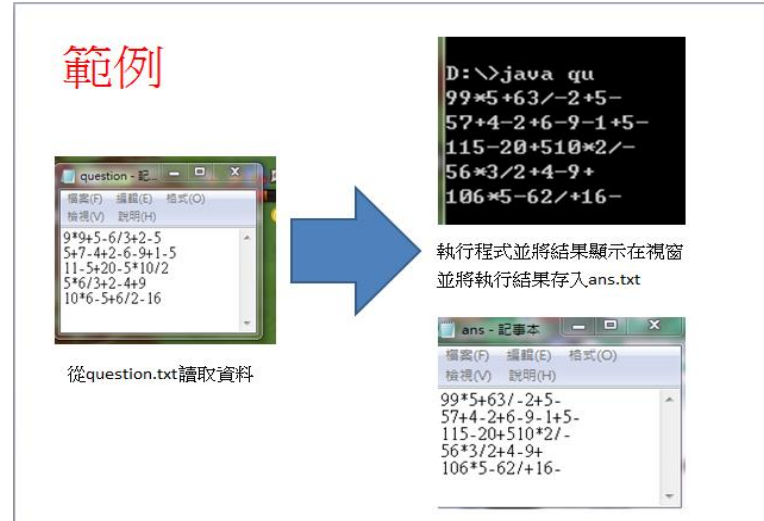 範例
question - 記...
檔案(F) 編輯(E) 格式(O)
檢視(V) 說明(H)
9*9+5-6/3+2-5
5+7-4+2-6-9+1-5
11-5+20-5*10/2
5*6/3+2-4+9
10*6-5+6/2-16
從question.txt讀取資料
D:\>java qu
99*5+63/-2+5-
57+4-2+6-9-1+5-
115-20+510*2/-
56*3/2+4-9+
106*5-62/+16-
執行程式並將結果顯示在視窗
並將執行結果存入ans.txt
ans - 記事本
檔案(F) 編輯(E) 格式(O)
檢視(V) 說明(H)
99*5+63/-2+5-
57+4-2+6-9-1+5-
115-20+510*2/-
56*3/2+4-9+
106*5-62/+16-